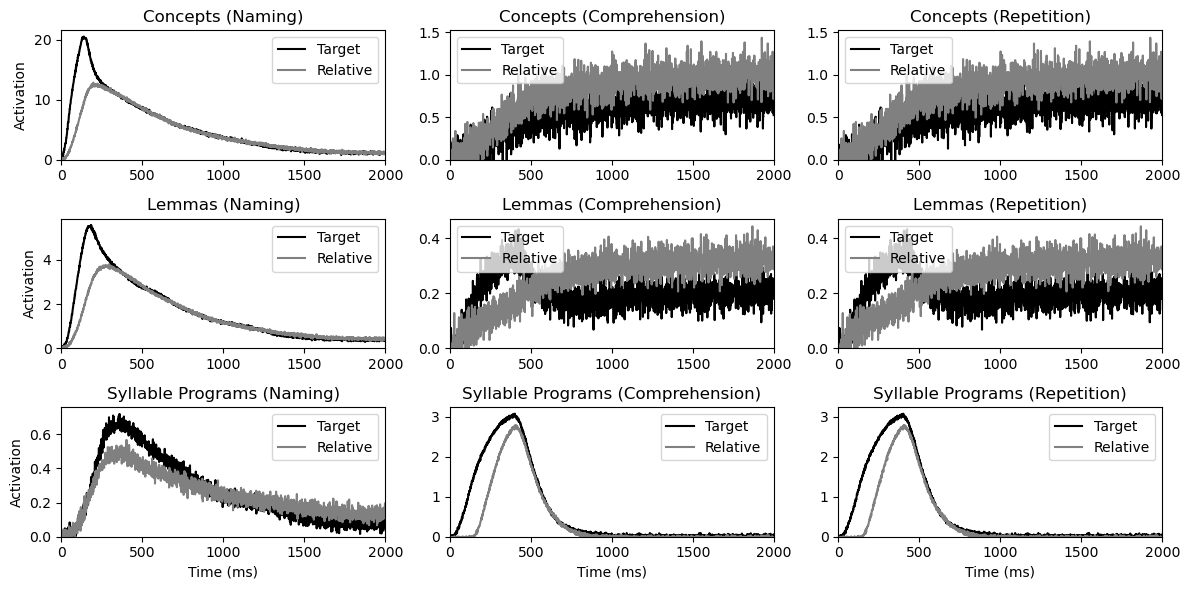 Concepts (Naming)
Activation
20
10
0
0 500 1000 1500 2000
Target
Relative
Concepts (Comprehension)
1.5
1.0
0.5
0.0
0 500 1000 1500 2000
Target
Relative
Concepts (Repetition)
1.5
1.0
0.5
0.0
0 500 1000 1500 2000
Target
Relative
Lemmas (Naming)
Activation
4
2
0
0 500 1000 1500 2000
Target
Relative
Lemmas (Comprehension)
0.4
0.2
0.0
0 500 1000 1500 2000
Target
Relative
Lemmas (Repetition)
0.4
0.2
0.0
0 500 1000 1500 2000
Target
Relative
Syllable Programs (Naming)
Activation
0.6
0.4
0.2
0.0
0 500 1000 1500 2000
Time (ms)
Target
Relative
Syllable Programs (Comprehension)
3
2
1
0
0 500 1000 1500 2000
Time (ms)
Target
Relative
Syllable Programs (Repetition)
3
2
1
0
0 500 1000 1500 2000
Time (ms)
Target
Relative